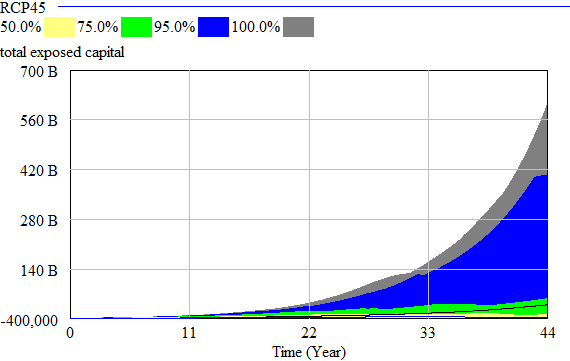 RCP45
50.0% 75.0% 95.0% 100.0%
total exposed capital
700 B
560 B
420 B
280 B
140 B
-400,000
0 11 22 33 44
Time (Year)